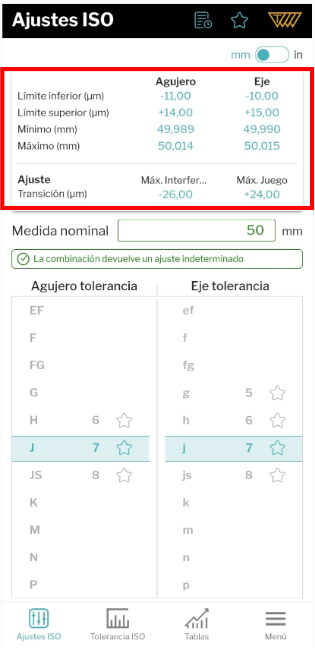 Ajustes ISO
mm in
Agujero Eje
Límite inferior (µm) -11,00 -10,00
Límite superior (µm) +14,00 +15,00
Mínimo (mm) 49,989 49,990
Máximo (mm) 50,014 50,015
Ajuste Máx. Interfer... Máx. Juego
Transición (µm) -26,00 +24,00
Medida nominal 50 mm
La combinación devuelve un ajuste indeterminado
Agujero tolerancia Eje tolerancia
EF ef
F f
FG fg
G g 5
H 6 h 6
J 7 j 7
JS 8 js 8
K k
M m
N n
P p
Ajustes ISO Tolerancia ISO Tablas Menú